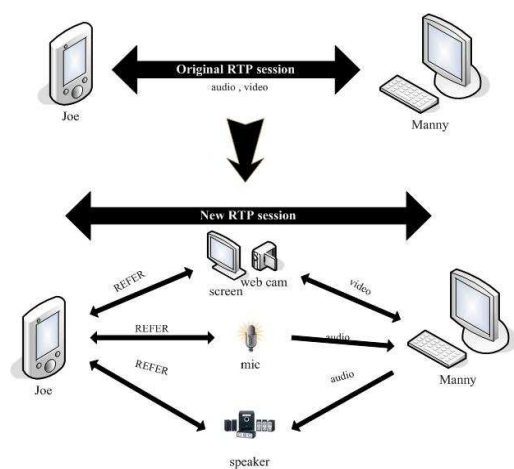 Original RTP session
audio , video
Joe
Manny
New RTP session
REFER
screen
web cam
video
REFER
mic
audio
REFER
audio
Joe
Manny
speaker